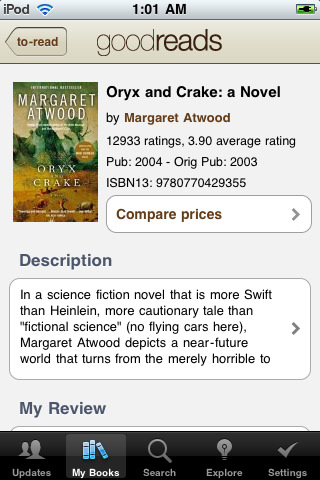 iPod 1:01 AM
to-read goodreads
INTERNATIONAL BESTSELLER
MARGARET
ATWOOD
ORYX
AND
CRAKE
Oryx and Crake: a Novel
by Margaret Atwood
12933 ratings, 3.90 average rating
Pub: 2004 - Orig Pub: 2003
ISBN13: 9780770429355
Compare prices
Description
In a science fiction novel that is more Swift
than Heinlein, more cautionary tale than
"fictional science" (no flying cars here),
Margaret Atwood depicts a near-future
world that turns from the merely horrible to
My Review
Updates My Books Search Explore Settings